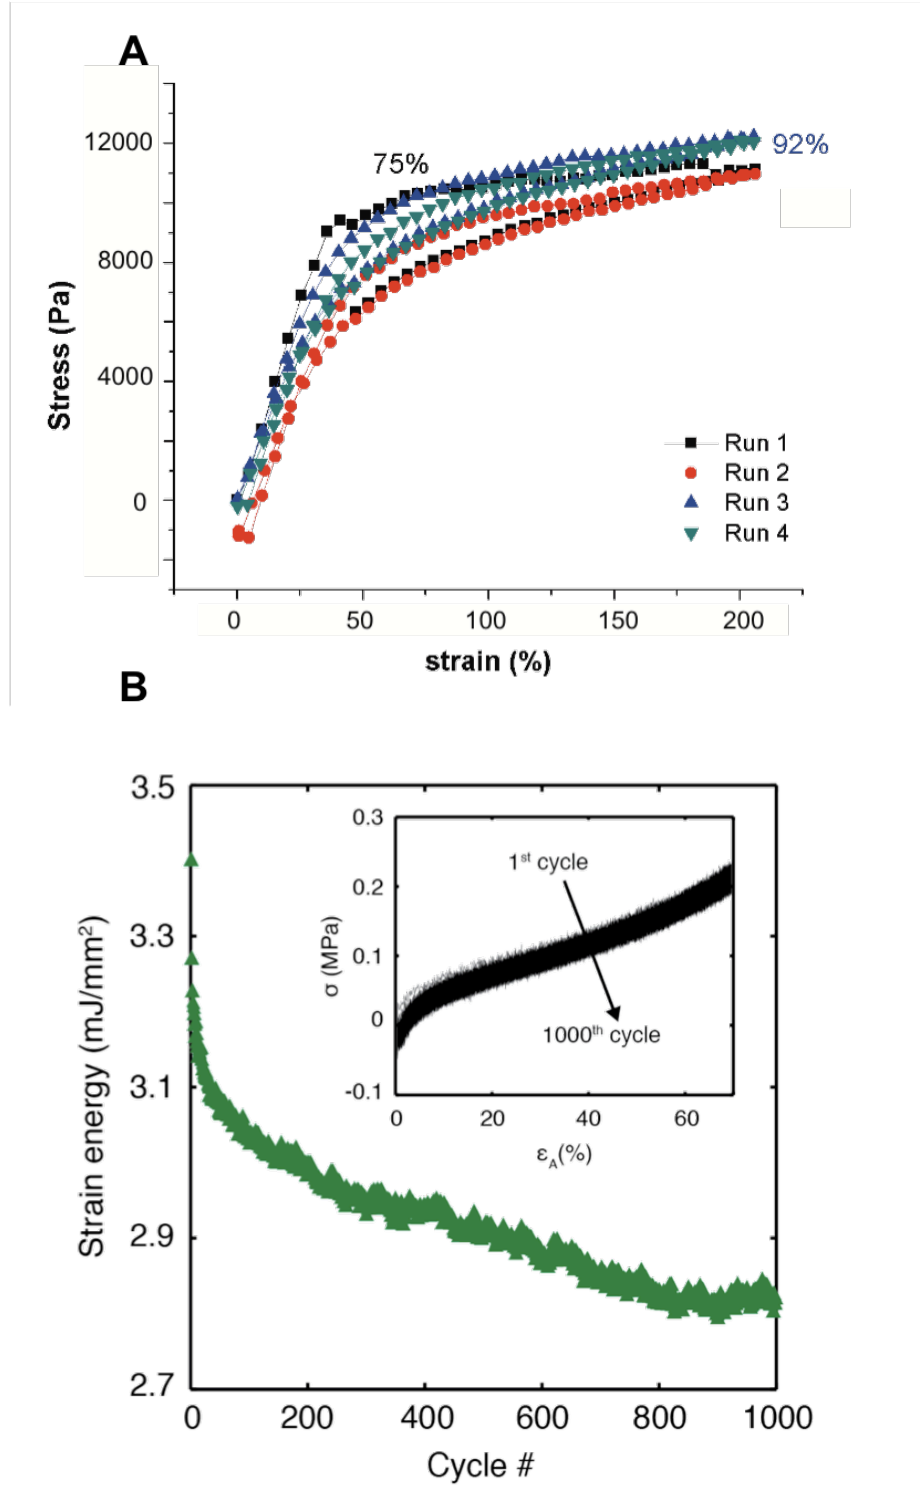 A
12000
8000
4000
0
Stress (Pa)
75%
92%
Run 1
Run 2
Run 3
Run 4
0 50 100 150 200
strain (%)
B
3.5
3.3
3.1
2.9
2.7
Strain energy (mJ/mm²)
0 200 400 600 800 1000
Cycle #
0.3
0.2
0.1
0
-0.1
σ (MPa)
1st cycle
1000th cycle
0 20 40 60
εA(%)